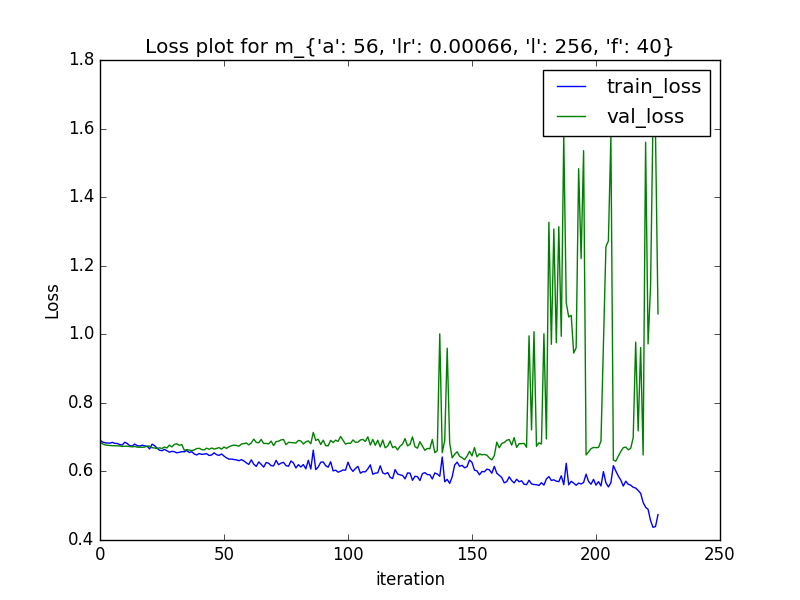 Loss plot for m_{'a': 56, 'lr': 0.00066, 'l': 256, 'f': 40}
train_loss
val_loss
1.8
1.6
1.4
1.2
1.0
0.8
0.6
0.4
Loss
0 50 100 150 200 250
iteration